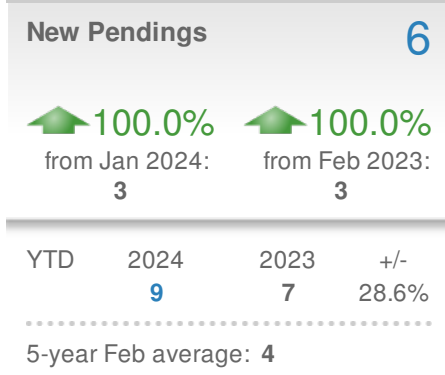 New Pendings 6
100.0% 100.0%
from Jan 2024: from Feb 2023:
3 3
YTD 2024 2023 +/-
9 7 28.6%
5-year Feb average: 4